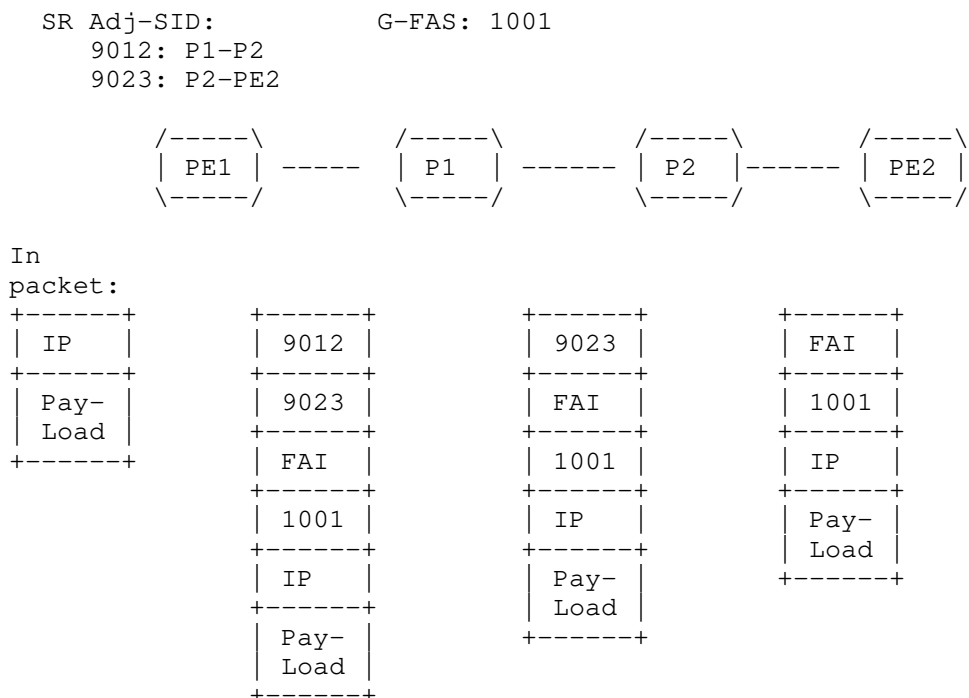 SR Adj-SID: G-FAS: 1001
9012: P1-P2
9023: P2-PE2
PE1 P1 P2 PE2
In
packet:
IP 9012 9023 FAI
Pay- 9023 FAI 1001
Load
FAI 1001 IP
1001 IP Pay-
Load
IP Pay-
Load
Pay-
Load